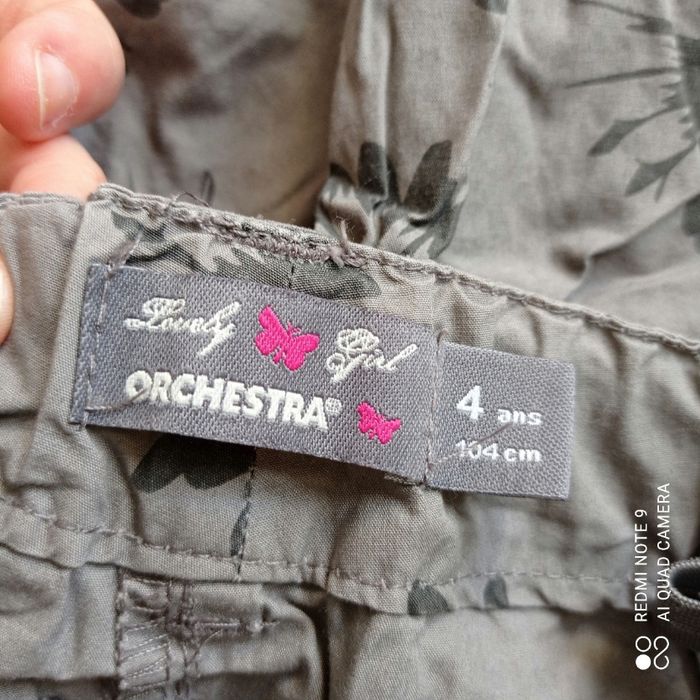 Lovely Girl
ORCHESTRA®
4 ans
104 cm
REDMI NOTE 9
AI QUAD CAMERA